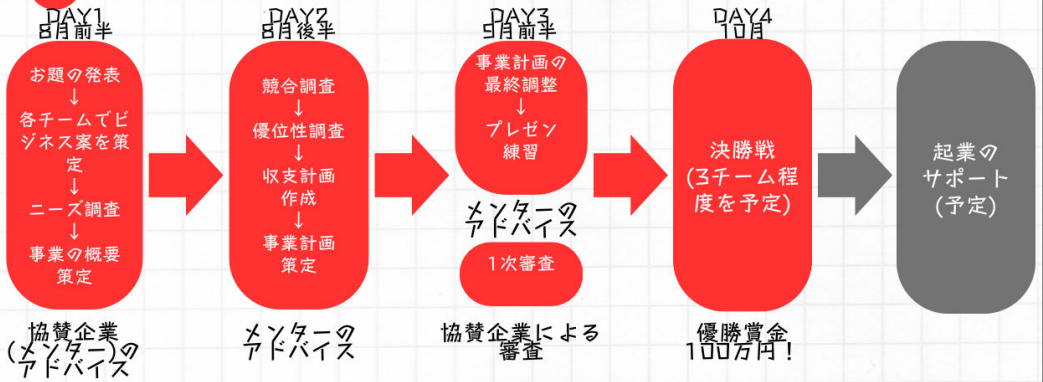 DAY1
8月前半
お題の発表
↓
各チームでビ
ジネス案を策
定
↓
ニーズ調査
↓
事業の概要
策定
協賛企業
(メンター)の
アドバイス
DAY2
8月後半
競合調査
↓
優位性調査
↓
収支計画
作成
↓
事業計画
策定
メンターの
アドバイス
DAY3
9月前半
事業計画の
最終調整
↓
プレゼン
練習
メンターの
アドバイス
1次審査
協賛企業による
審査
DAY4
10月
決勝戦
(3チーム程
度を予定)
優勝賞金
100万円！
起業の
サポート
(予定)